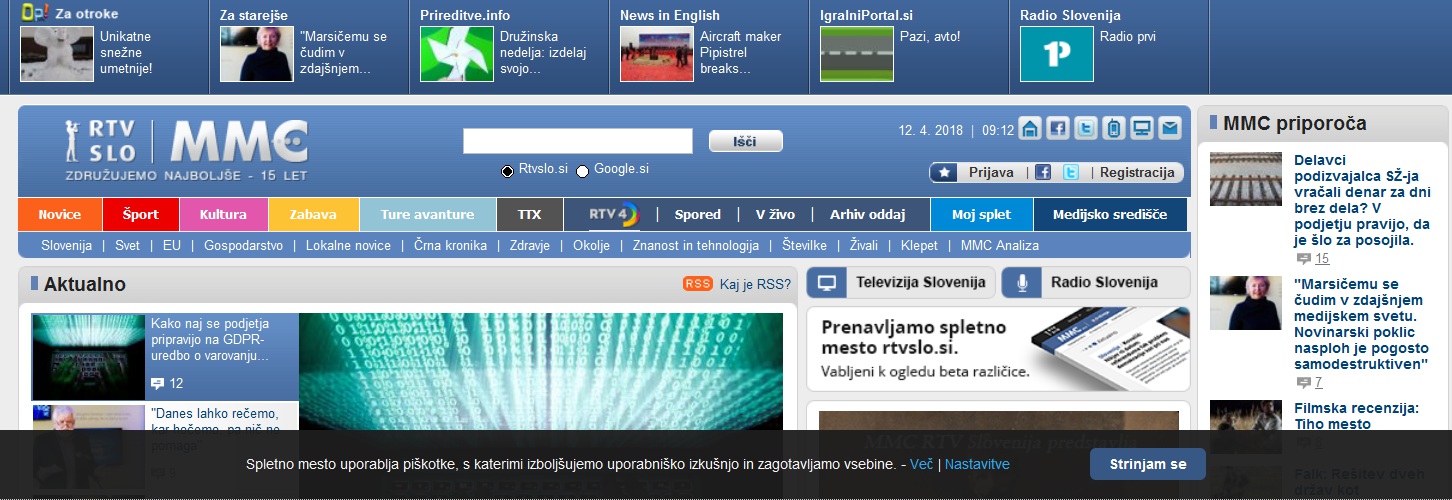 Op! Za otroke
Unikatne
snežne
umetnije!
Za starejše
"Marsičemu se
čudim v
zdajšnjem...
Prireditve.info
Družinska
nedelja: izdelaj
svojo...
News in English
Aircraft maker
Pipistrel
breaks...
IgralniPortal.si
Pazi, avto!
Radio Slovenija
Radio prvi
1P
RTV SLO MMC
ZDRUŽUJEMO NAJBOLJŠE - 15 LET
Išči
Rtvslo.si Google.si
12. 4. 2018 | 09:12
Prijava | | Registracija
Novice Šport Kultura Zabava Ture avanture TTX RTV 4 | Spored | V živo | Arhiv oddaj Moj splet Medijsko središče
Slovenija | Svet | EU | Gospodarstvo | Lokalne novice | Črna kronika | Zdravje | Okolje | Znanost in tehnologija | Številke | Živali | Klepet | MMC Analiza
Aktualno
RSS Kaj je RSS?
Kako naj se podjetja
pripravijo na GDPR-
uredbo o varovanju...
12
"Danes lahko rečemo,
kar hočemo, pa nič ne
pomaga"
Televizija Slovenija
Radio Slovenija
Prenavljamo spletno
mesto rtvslo.si.
Vabljeni k ogledu beta različice.
MMC RTV Slovenija predstavlja
MMC priporoča
Delavci
podizvajalca SŽ-ja
vračali denar za dni
brez dela? V
podjetju pravijo, da
je šlo za posojila.
15
"Marsičemu se
čudim v zdajšnjem
medijskem svetu.
Novinarski poklic
nasploh je pogosto
samodestruktiven"
7
Filmska recenzija:
Tiho mesto
Falk: Rešitev dveh
držav kot
Spletno mesto uporablja piškotke, s katerimi izboljšujemo uporabniško izkušnjo in zagotavljamo vsebine. - Več | Nastavitve
Strinjam se